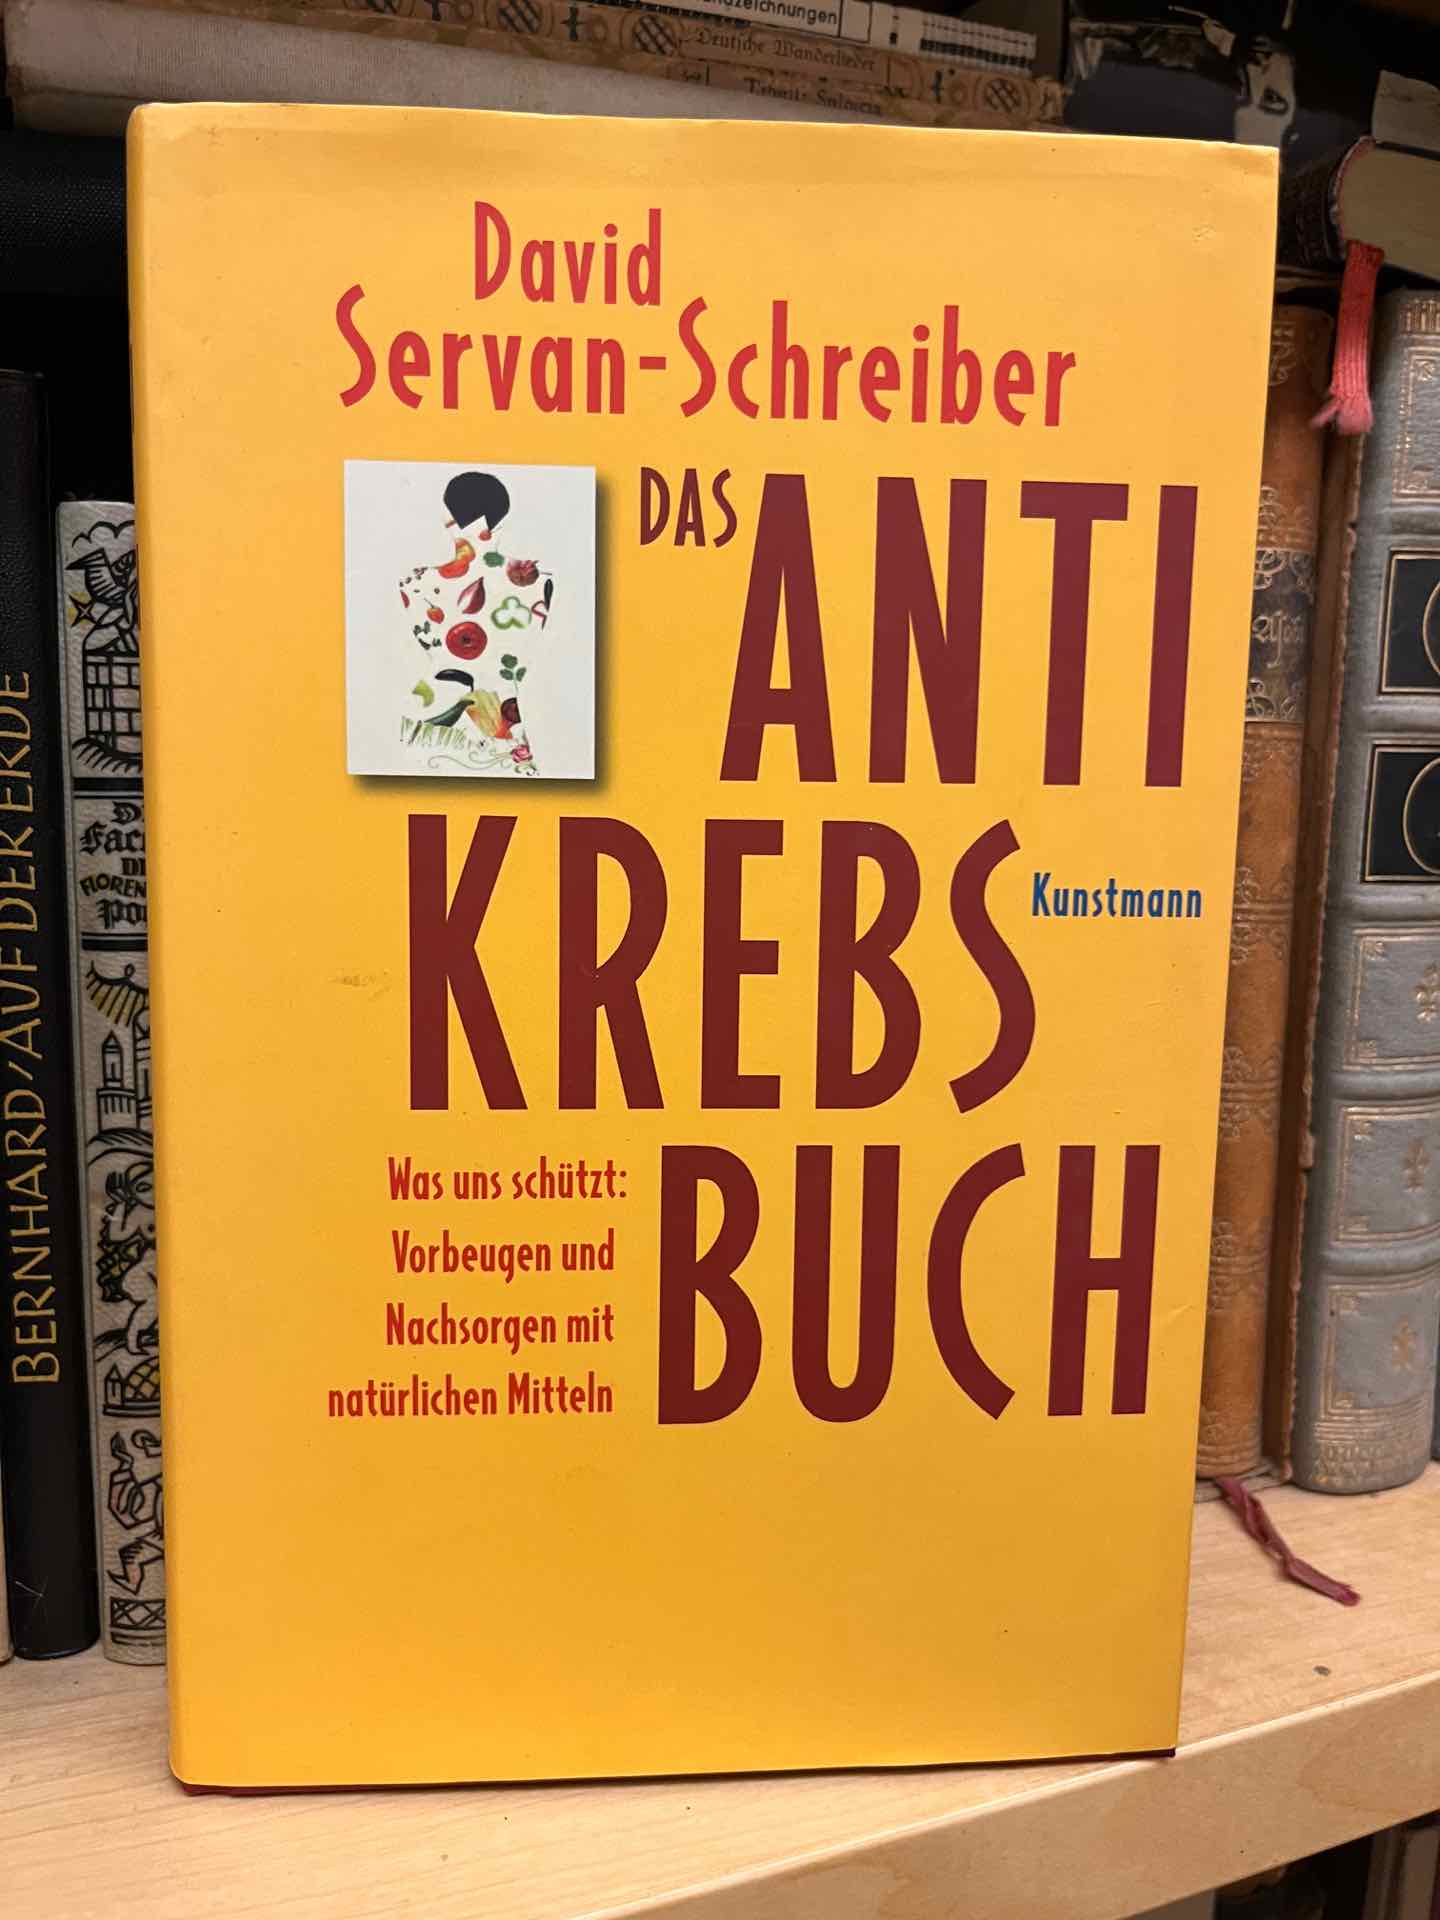 Deutsche Wanderlieder
David
Servan-Schreiber
DAS ANTI
KREBS
Kunstmann
BUCH
Was uns schützt:
Vorbeugen und
Nachsorgen mit
natürlichen Mitteln
BERNHARD/AUF DER ERDE